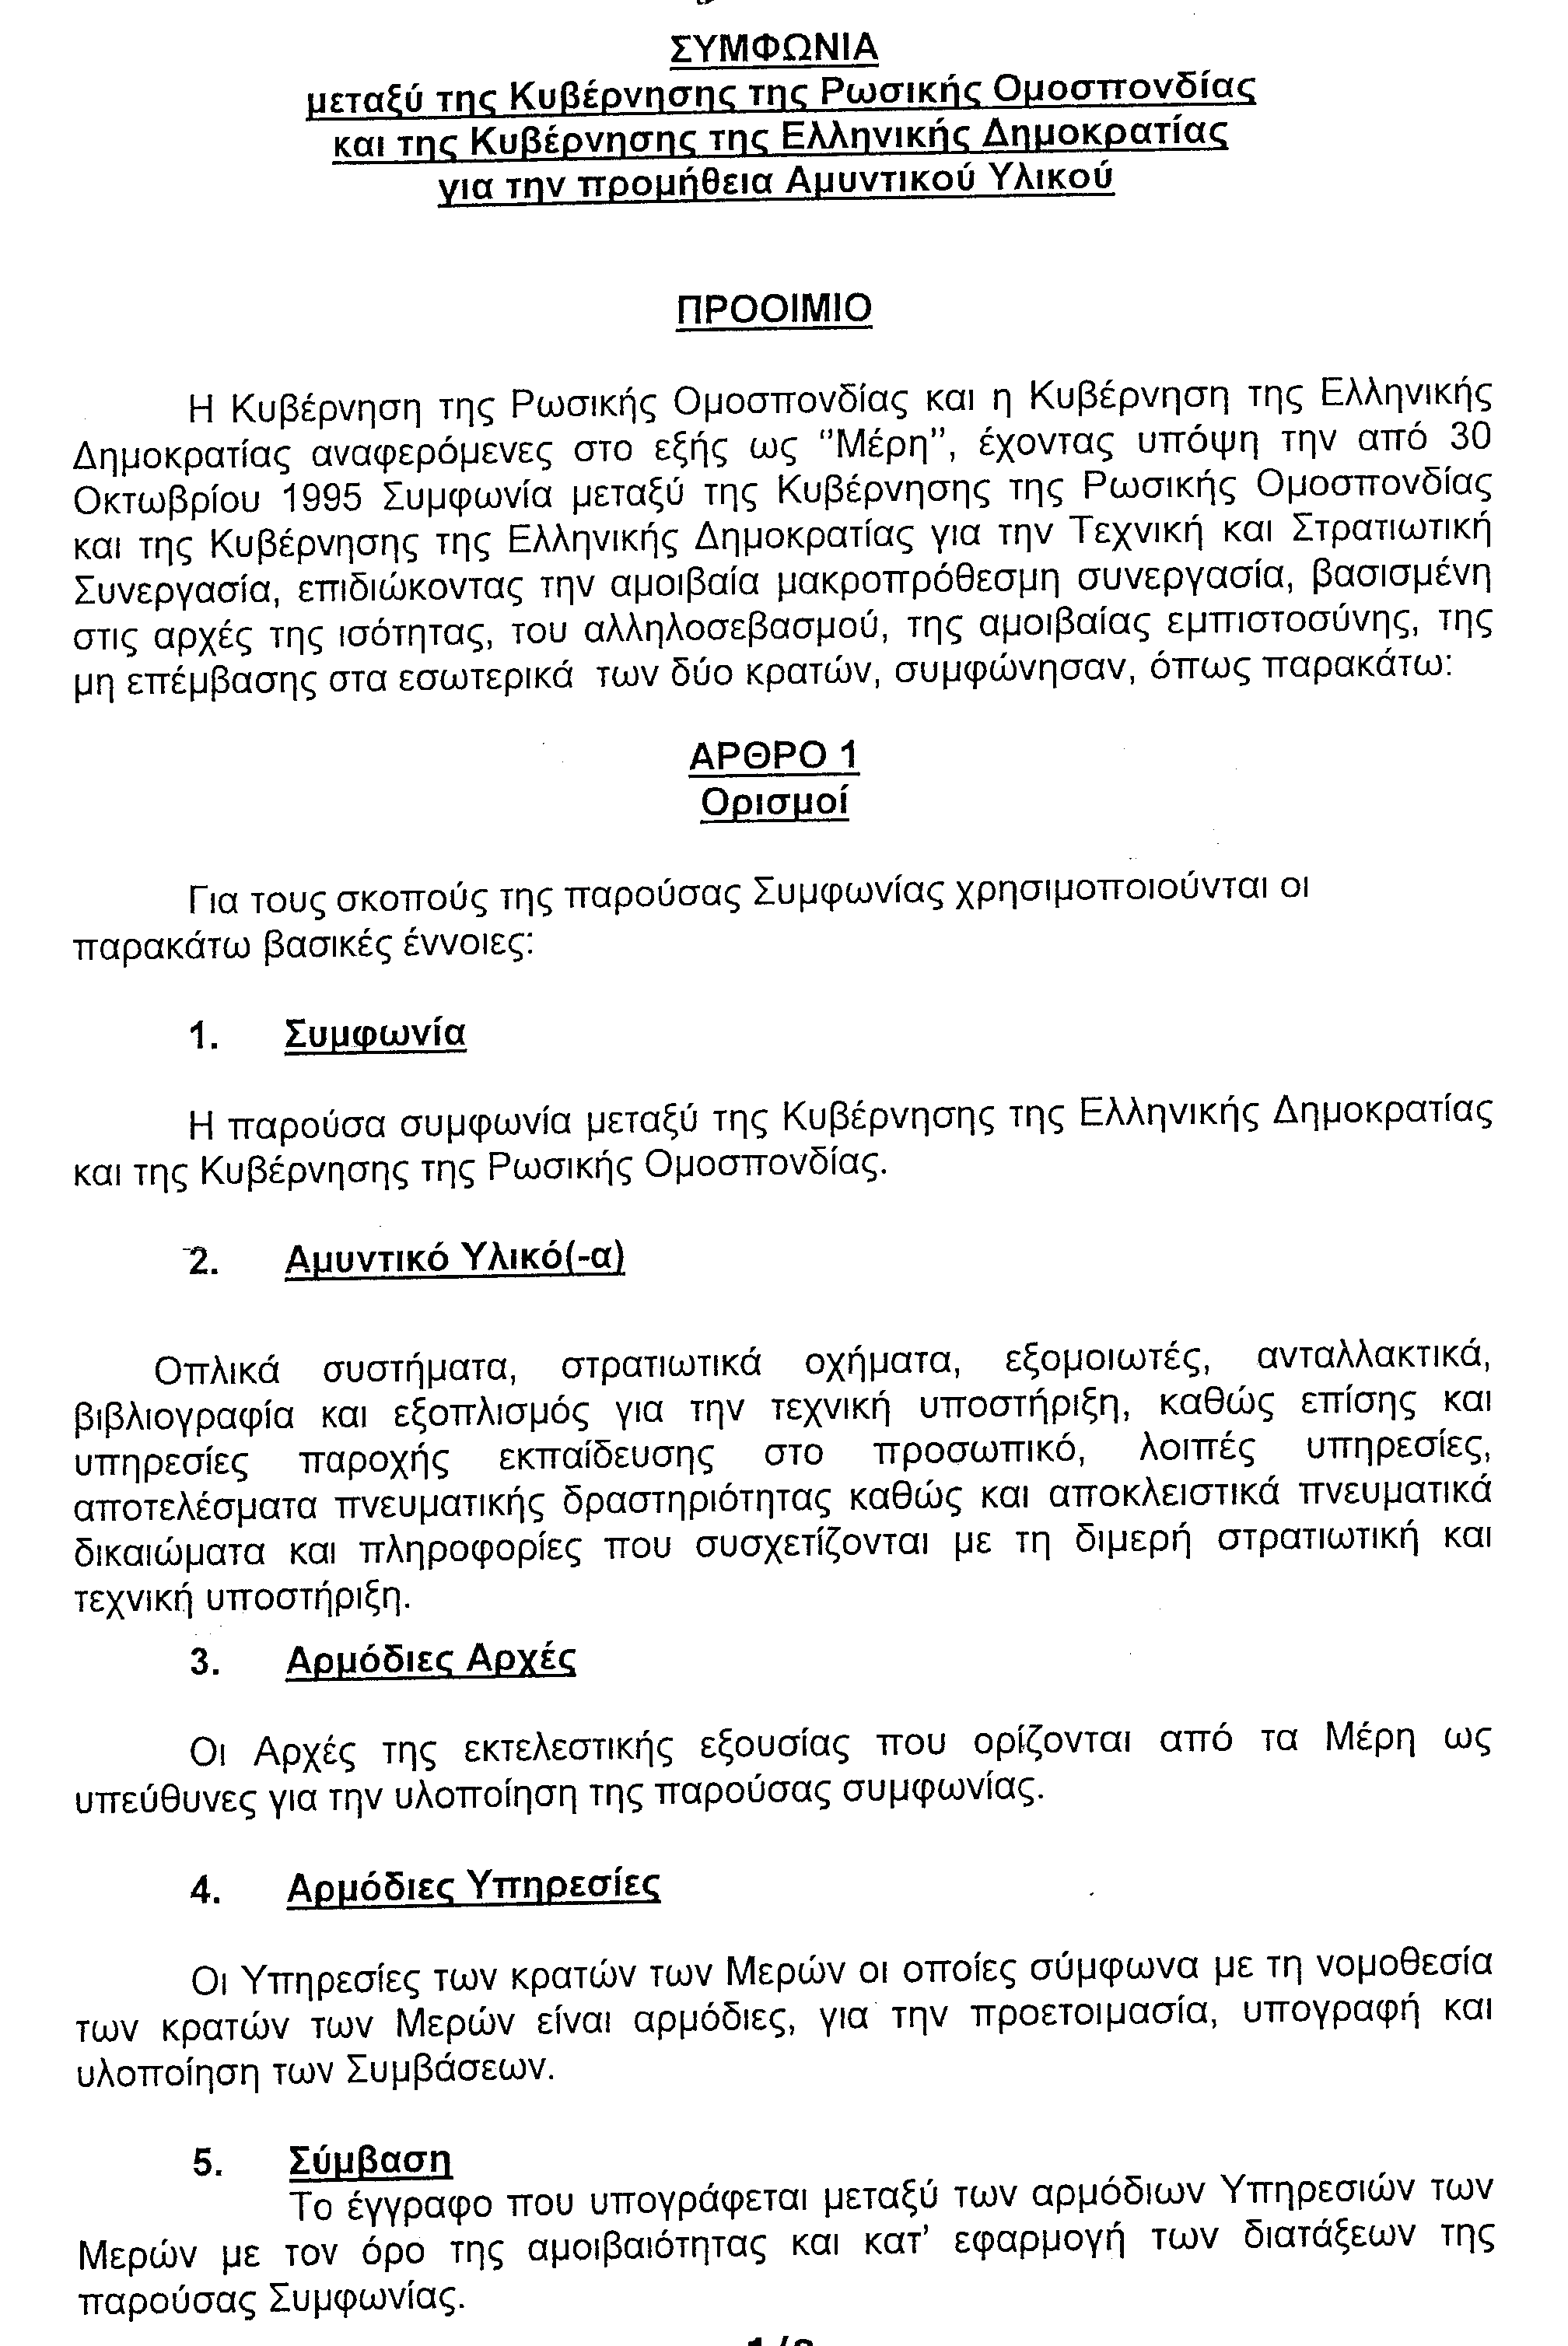 ΣΥΜΦΩΝΙΑ
μεταξύ της Κυβέρνησης της Ρωσικής Ομοσπονδίας
και της Κυβέρνησης της Ελληνικής Δημοκρατίας
για την προμήθεια Αμυντικού Υλικού
ΠΡΟΟΙΜΙΟ
Η Κυβέρνηση της Ρωσικής Ομοσπονδίας και η Κυβέρνηση της Ελληνικής
Δημοκρατίας αναφερόμενες στο εξής ως "Μέρη", έχοντας υπόψη την από 30
Οκτωβρίου 1995 Συμφωνία μεταξύ της Κυβέρνησης της Ρωσικής Ομοσπονδίας
και της Κυβέρνησης της Ελληνικής Δημοκρατίας για την Τεχνική και Στρατιωτική
Συνεργασία, επιδιώκοντας την αμοιβαία μακροπρόθεσμη συνεργασία, βασισμένη
στις αρχές της ισότητας, του αλληλοσεβασμού, της αμοιβαίας εμπιστοσύνης, της
μη επέμβασης στα εσωτερικά των δύο κρατών, συμφώνησαν, όπως παρακάτω:
ΑΡΘΡΟ 1
Ορισμοί
Για τους σκοπούς της παρούσας Συμφωνίας χρησιμοποιούνται οι
παρακάτω βασικές έννοιες:
1. Συμφωνία
Η παρούσα συμφωνία μεταξύ της Κυβέρνησης της Ελληνικής Δημοκρατίας
και της Κυβέρνησης της Ρωσικής Ομοσπονδίας.
2. Αμυντικό Υλικό(-α)
Οπλικά συστήματα, στρατιωτικά οχήματα, εξομοιωτές, ανταλλακτικά,
βιβλιογραφία και εξοπλισμός για την τεχνική υποστήριξη, καθώς επίσης και
υπηρεσίες παροχής εκπαίδευσης στο προσωπικό, λοιπές υπηρεσίες,
αποτελέσματα πνευματικής δραστηριότητας καθώς και αποκλειστικά πνευματικά
δικαιώματα και πληροφορίες που συσχετίζονται με τη διμερή στρατιωτική και
τεχνική υποστήριξη.
3. Αρμόδιες Αρχές
Οι Αρχές της εκτελεστικής εξουσίας που ορίζονται από τα Μέρη ως
υπεύθυνες για την υλοποίηση της παρούσας συμφωνίας.
4. Αρμόδιες Υπηρεσίες
Οι Υπηρεσίες των κρατών των Μερών οι οποίες σύμφωνα με τη νομοθεσία
των κρατών των Μερών είναι αρμόδιες, για την προετοιμασία, υπογραφή και
υλοποίηση των Συμβάσεων.
5. Σύμβαση
Το έγγραφο που υπογράφεται μεταξύ των αρμόδιων Υπηρεσιών των
Μερών με τον όρο της αμοιβαιότητας και κατ' εφαρμογή των διατάξεων της
παρούσας Συμφωνίας.